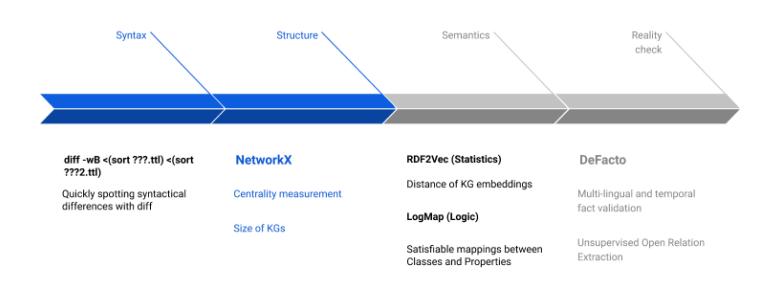 Syntax
Structure
Semantics
Reality
check
diff -wB <(sort ???.ttl) <(sort
???2.ttl)
Quickly spotting syntactical
differences with diff
NetworkX
Centrality measurement
Size of KGs
RDF2Vec (Statistics)
Distance of KG embeddings
LogMap (Logic)
Satisfiable mappings between
Classes and Properties
DeFacto
Multi-lingual and temporal
fact validation
Unsupervised Open Relation
Extraction